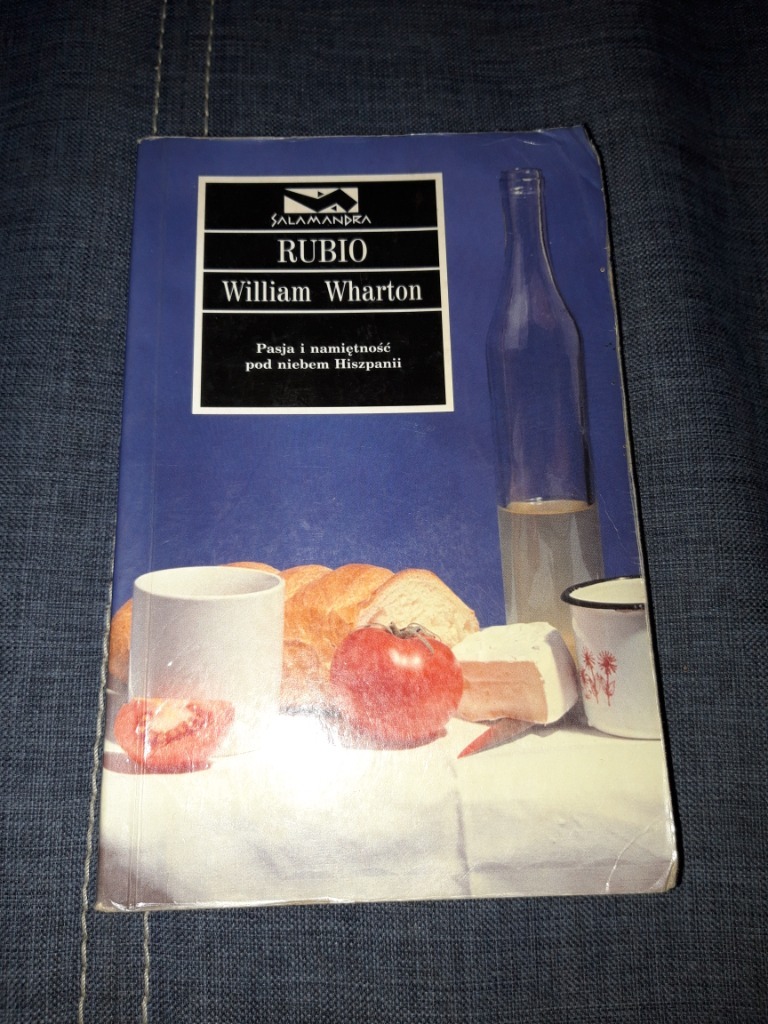 SALAMANDRA
RUBIO
William Wharton
Pasja i namiętność
pod niebem Hiszpanii